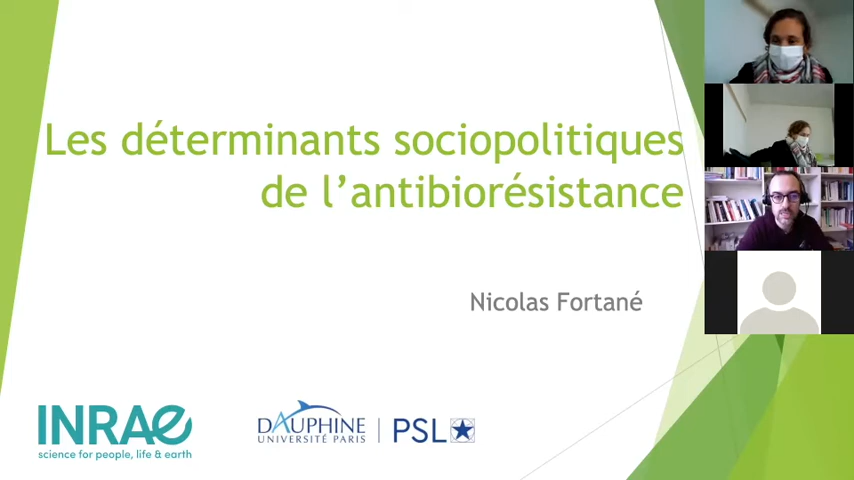 Les déterminants sociopolitiques
de l’antibiorésistance
Nicolas Fortané
INRAE
science for people, life & earth
DAUPHINE
UNIVERSITÉ PARIS
PSL